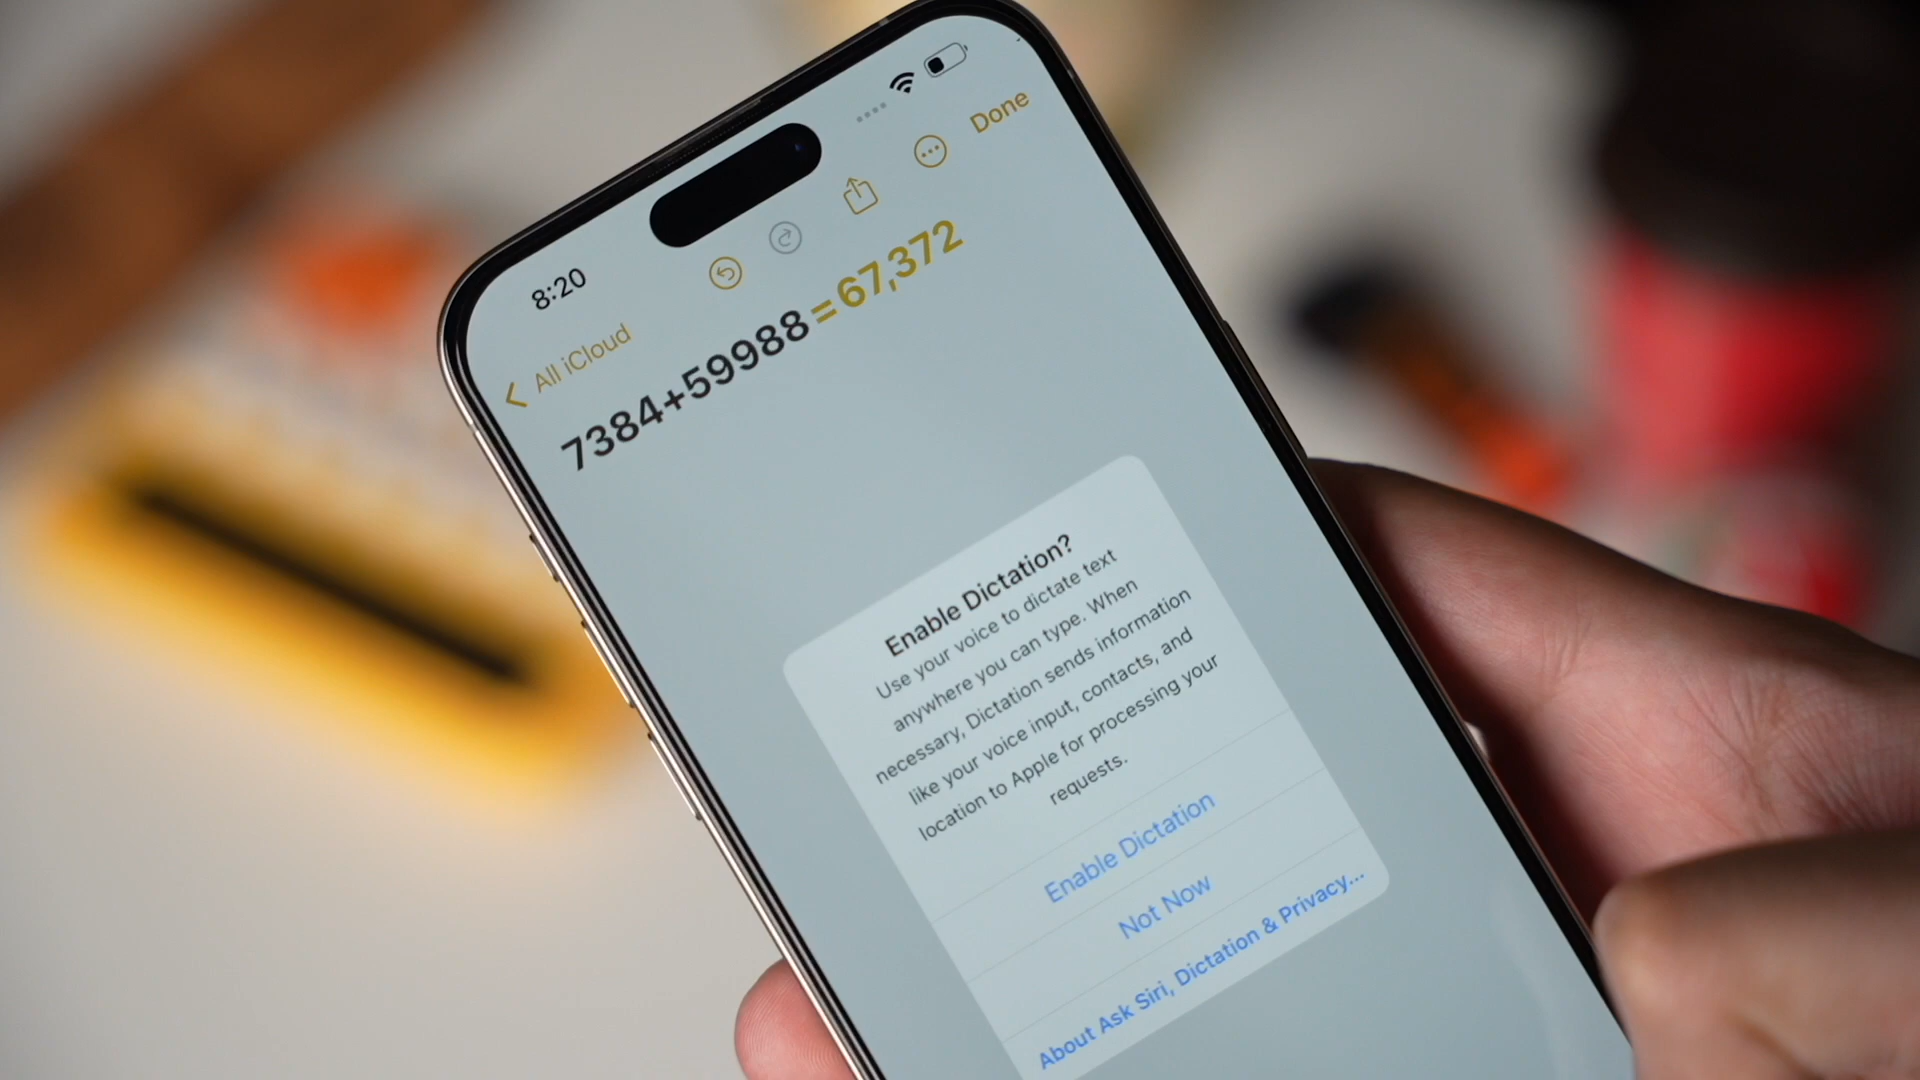 8:20
All iCloud
Done
7384+59988=67,372
Enable Dictation?
Use your voice to dictate text
anywhere you can type. When
necessary, Dictation sends information
like your voice input, contacts, and
location to Apple for processing your
requests.
Enable Dictation
Not Now
About Ask Siri, Dictation & Privacy...